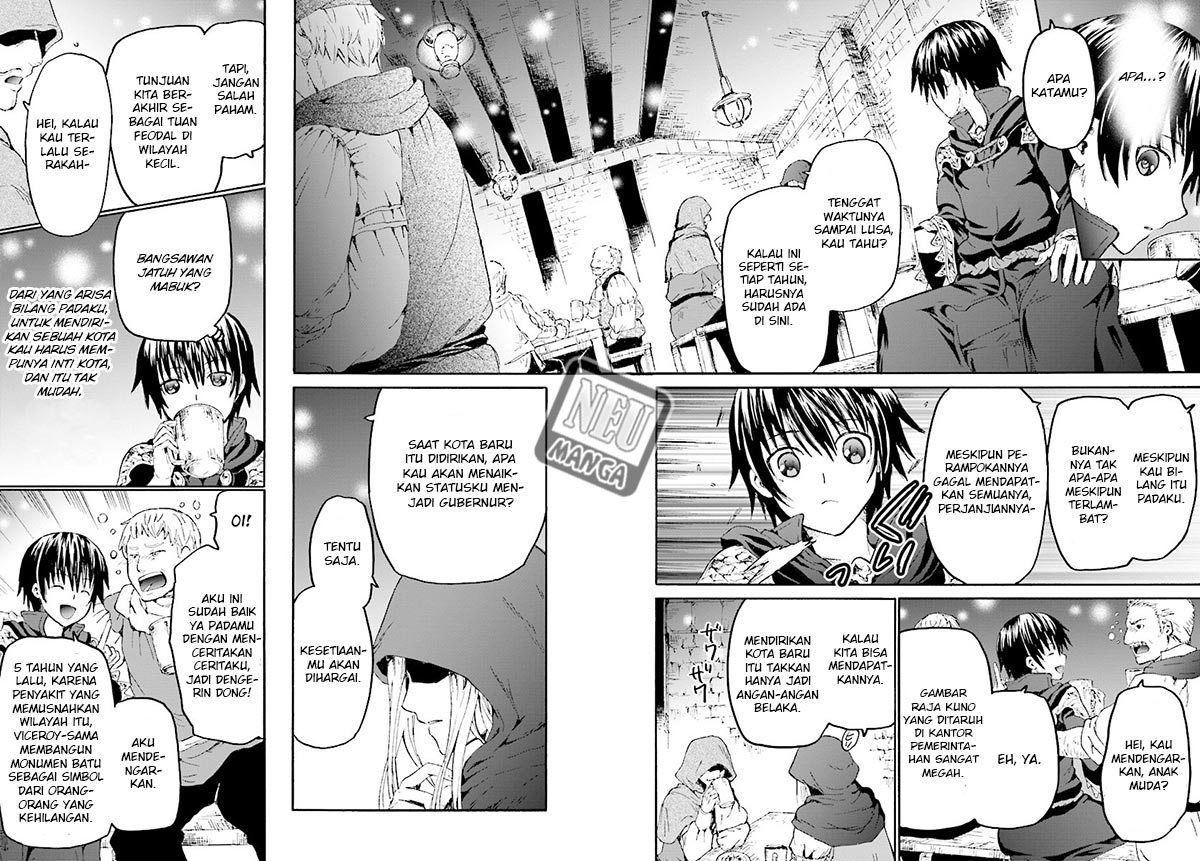 APA...?
APA
KATAMU?
TENGGAT
WAKTUNYA
SAMPAI LUSA,
KAU TAHU?
KALAU INI
SEPERTI SE-
TIAP TAHUN,
HARUSNYA
SUDAH ADA
DI SINI.
MESKIPUN
KAU BI-
LANG ITU
PADAKU.
BUKAN-
NYA TAK
APA-APA
MESKIPUN
TERLAM-
BAT?
MESKIPUN PE-
RAMPOKANNYA
GAGAL MENDAPAT-
KAN SEMUANYA,
PERJANJIANNYA-
HEI, KAU
MENDENGAR-
KAN, ANAK
MUDA?
EH, YA.
GAMBAR
RAJA KUNO
YANG DITARUH
DI KANTOR
PEMERINTA-
HAN SANGAT
MEGAH.
KALAU
KITA BISA
MENDAPAT-
KANNYA.
MENDIRIKAN
KOTA BARU
ITU TAKKAN
HANYA JADI
ANGAN-ANGAN
BELAKA.
ザワ
ザワ
SAAT KOTA BARU
ITU DIDIRIKAN, APA
KAU AKAN MENAIK-
KAN STATUSKU MEN-
JADI GUBERNUR?
TENTU
SAJA.
KESETIAAN-
MU AKAN
DIHARGAI.
NEU
MANGA
TAPI,
JANGAN
SALAH
PAHAM.
TUNJUAN
KITA BER-
AKHIR SE-
BAGAI TUAN
FEODAL DI
WILAYAH
KECIL.
HEI, KALAU
KAU TER-
LALU SE-
RAKAH-
BANGSAWAN
JATUH YANG
MABUK?
DARI YANG ARISA
BILANG PADAKU,
UNTUK MENDIRI-
KAN SEBUAH KOTA
KAU HARUS MEM-
PUNYA INTI KOTA,
DAN ITU TAK
MUDAH.
OI!
AKU INI
SUDAH BAIK
YA PADAMU
DENGAN MEN-
CERITAKAN
CERITAKU,
JADI DENGE-
RIN DONG!
AKU
MENDE-
NGAR-
KAN.
5 TAHUN YANG
LALU, KARENA
PENYAKIT YANG
MEMUSNAHKAN
WILAYAH ITU,
VICEROY-SAMA
MEMBANGUN
MONUMEN BATU
SEBAGAI SIMBOL
DARI ORANG-
ORANG YANG
KEHILANGAN.